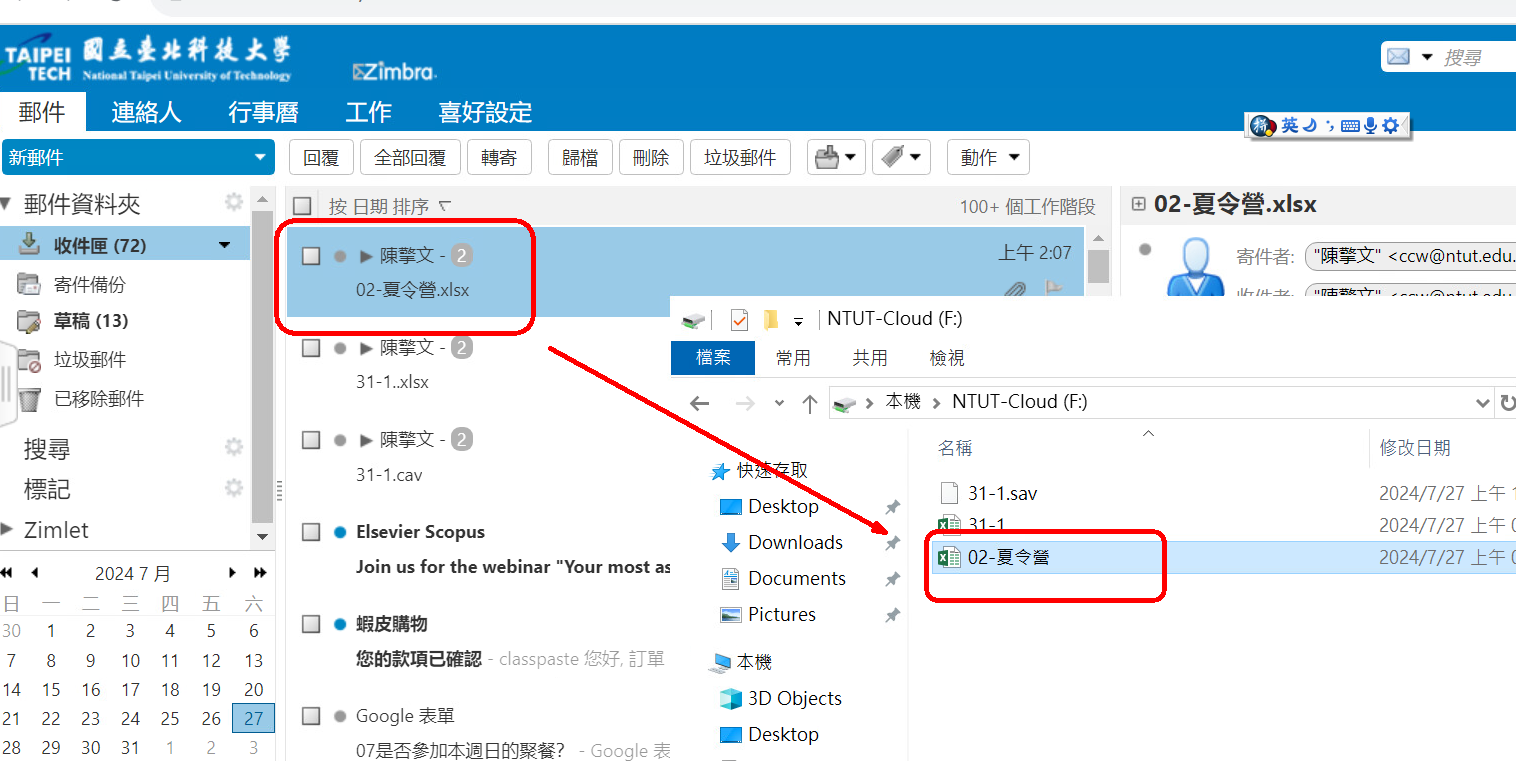 TAIPEI TECH
國立臺北科技大學
National Taipei University of Technology
Zimbra
搜尋
郵件 連絡人 行事曆 工作 喜好設定
英
新郵件
回覆 全部回覆 轉寄 歸檔 刪除 垃圾郵件 動作
郵件資料夾
收件匣 (72)
寄件備份
草稿 (13)
垃圾郵件
已移除郵件
搜尋
標記
Zimlet
2024 7 月
日 一 二 三 四 五 六
30 1 2 3 4 5 6
7 8 9 10 11 12 13
14 15 16 17 18 19 20
21 22 23 24 25 26 27
28 29 30 31 1 2 3
按 日期 排序
100+ 個工作階段
陳擎文 - 2
上午 2:07
02-夏令營.xlsx
陳擎文 - 2
31-1..xlsx
陳擎文 - 2
31-1.cav
Elsevier Scopus
Join us for the webinar "Your most as
蝦皮購物
您的款項已確認 - classpaste 您好, 訂單
Google 表單
07是否參加本週日的聚餐? - Google 表
02-夏令營.xlsx
寄件者: "陳擎文" <ccw@ntut.edu.
收件者: "陳擎文" <ccw@ntut.edu
NTUT-Cloud (F:)
檔案 常用 共用 檢視
本機 NTUT-Cloud (F:)
快速存取
Desktop
Downloads
Documents
Pictures
本機
3D Objects
Desktop
名稱 修改日期
31-1.sav 2024/7/27 上午
31-1 2024/7/27 上午
02-夏令營 2024/7/27 上午